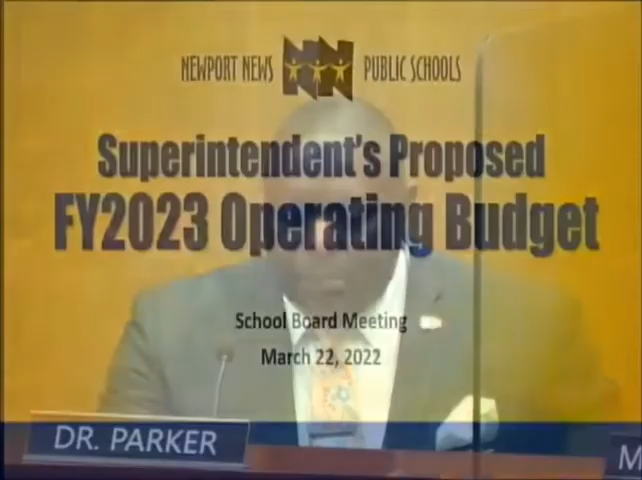 NEWPORT NEWS PUBLIC SCHOOLS
Superintendent's Proposed
FY2023 Operating Budget
School Board Meeting
March 22, 2022
DR. PARKER
M